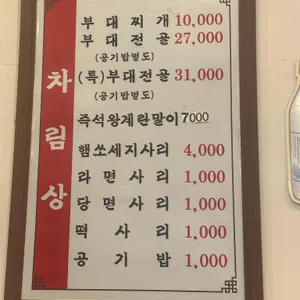 차림상
부대찌개 10,000
부대전골 27,000
(공기밥별도)
(특)부대전골 31,000
(공기밥별도)
즉석왕계란말이 7000
햄쏘세지사리 4,000
라면사리 1,000
당면사리 1,000
떡사리 1,000
공기밥 1,000